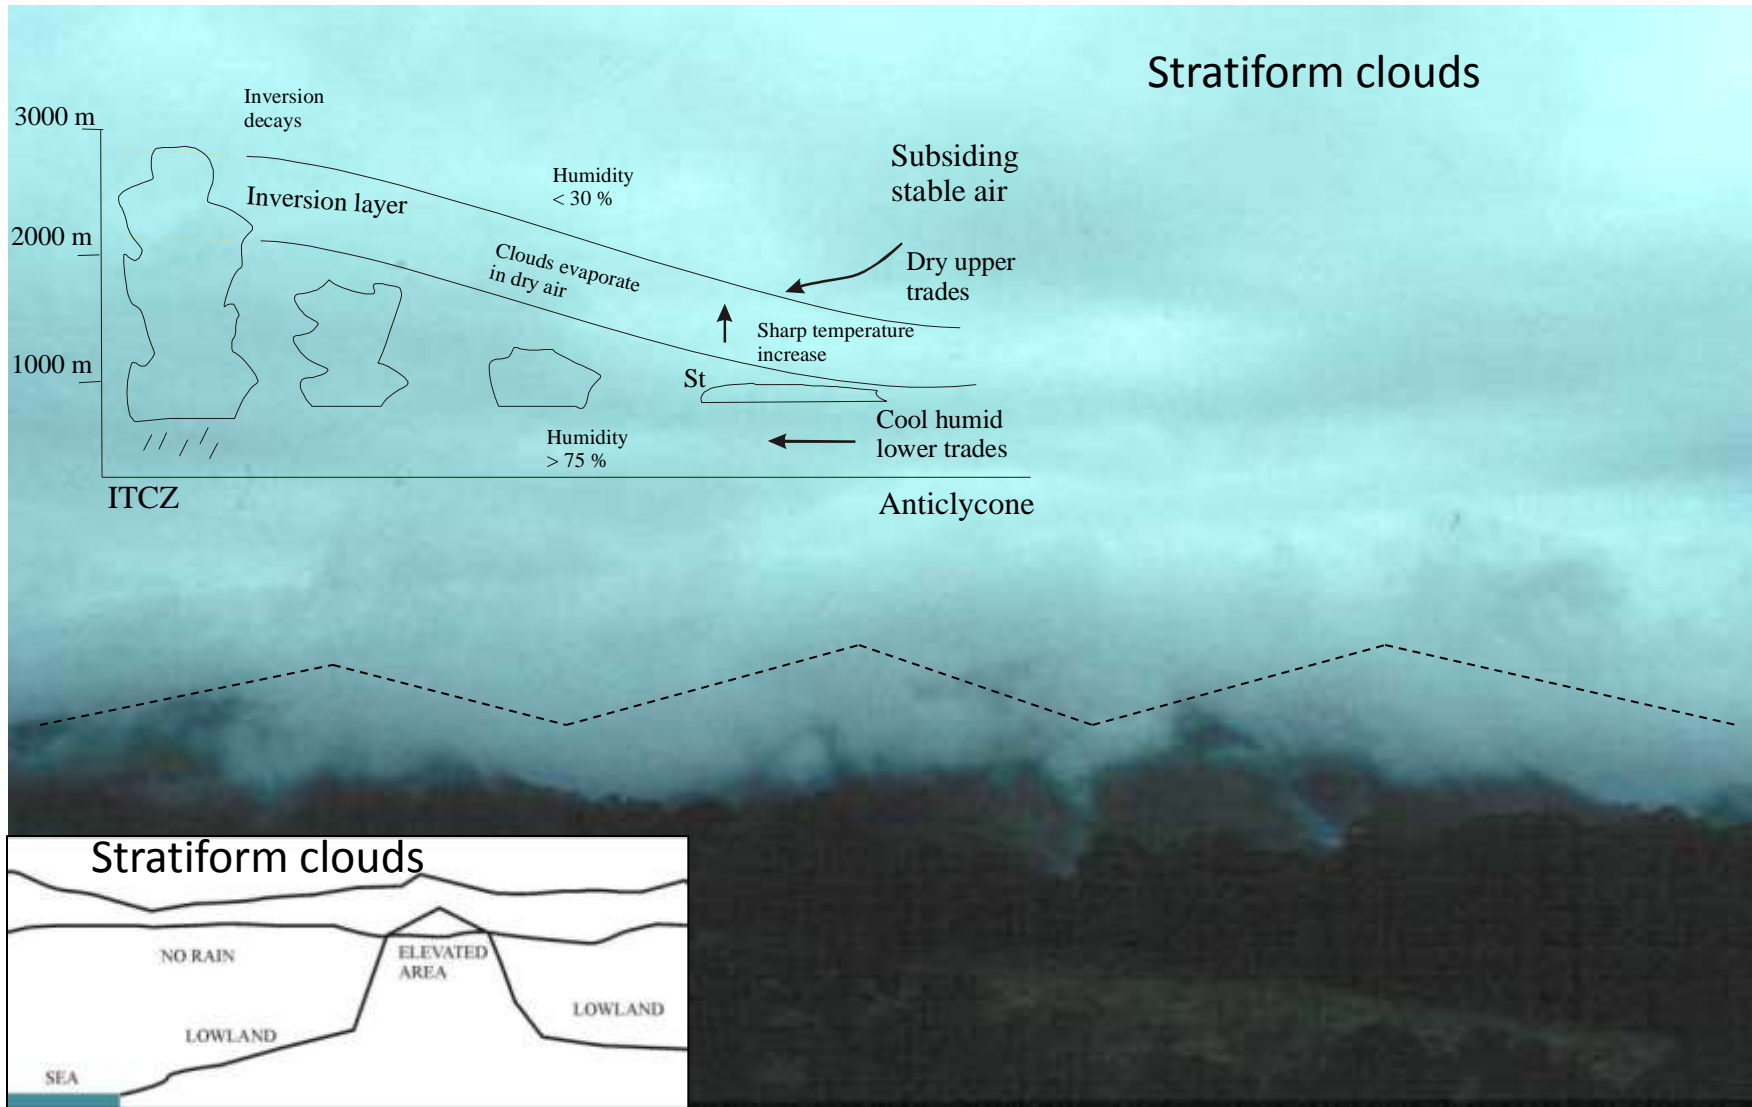 Stratiform clouds
3000 m
Inversion
decays
Humidity
< 30 %
Subsiding
stable air
Inversion layer
2000 m
Clouds evaporate
in dry air
Dry upper
trades
Sharp temperature
increase
1000 m
St
Cool humid
lower trades
Humidity
> 75 %
ITCZ
Anticlycone
Stratiform clouds
NO RAIN
ELEVATED
AREA
LOWLAND
LOWLAND
SEA